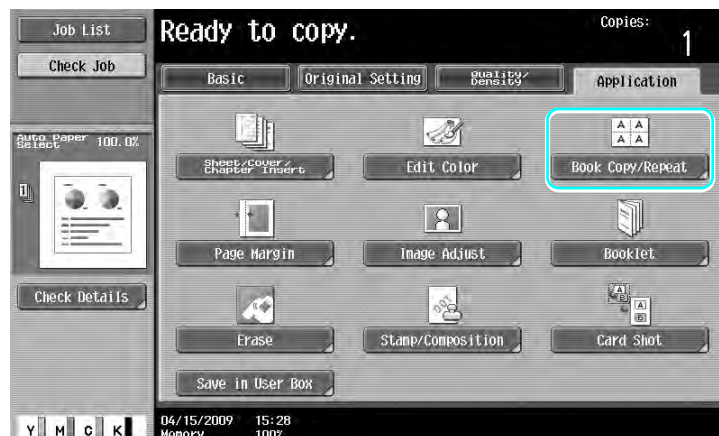 Job List
Check Job
Ready to copy.
Copies:
1
Basic
Original Setting
Quality/
Density
Application
Auto Paper
Select
100.0%
Sheet/Cover/
Chapter Insert
Edit Color
A A
A A
Book Copy/Repeat
Page Margin
Image Adjust
Booklet
Check Details
Erase
DOC
Stamp/Composition
A
B
A
B
Card Shot
Save in User Box
Y M C K
04/15/2009 15:28
Memory 100%